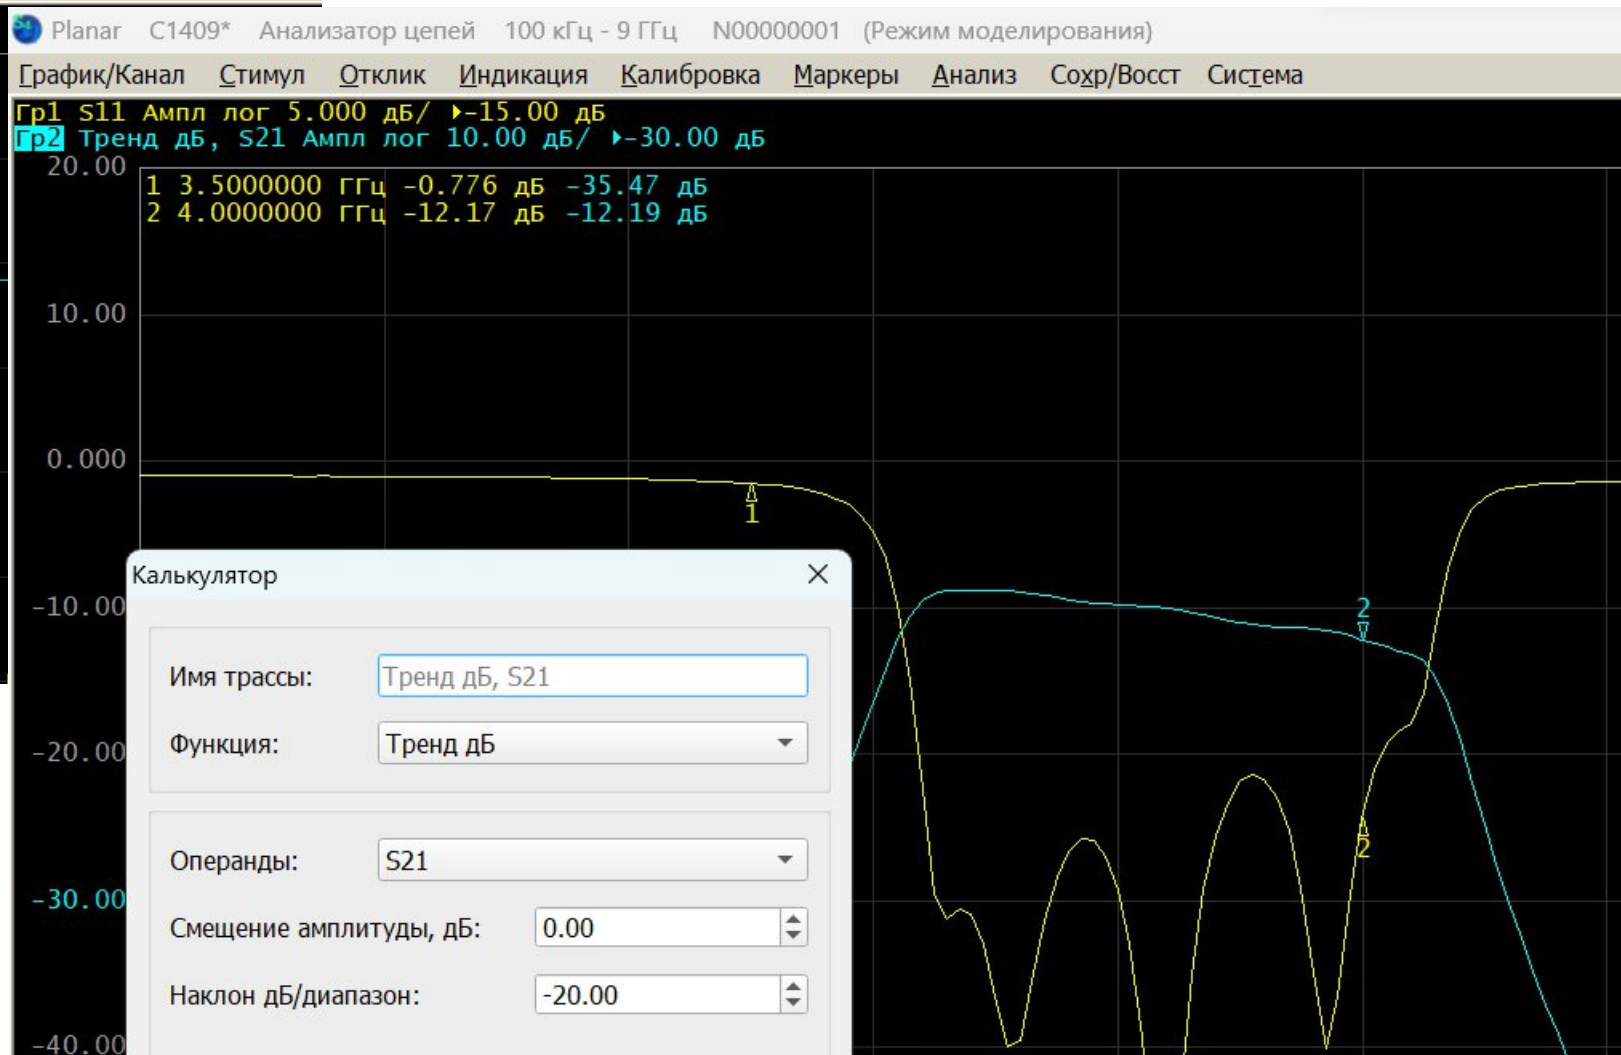 Planar C1409* Анализатор цепей 100 кГц - 9 ГГц N00000001 (Режим моделирования)
График/Канал Стимул Отклик Индикация Калибровка Маркеры Анализ Сохр/Восст Система
Гр1 S11 Ампл лог 5.000 дБ/ ▸-15.00 дБ
Гр2 Тренд дБ, S21 Ампл лог 10.00 дБ/ ▸-30.00 дБ
20.00
1 3.5000000 ГГц -0.776 дБ -35.47 дБ
2 4.0000000 ГГц -12.17 дБ -12.19 дБ
10.00
0.000
1
Калькулятор
-10.00
2
Имя трассы: Тренд дБ, S21
Функция: Тренд дБ
-20.00
2
Операнды: S21
-30.00
Смещение амплитуды, дБ: 0.00
Наклон дБ/диапазон: -20.00
-40.00